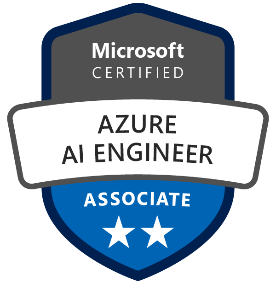 Microsoft
CERTIFIED
AZURE
AI ENGINEER
ASSOCIATE